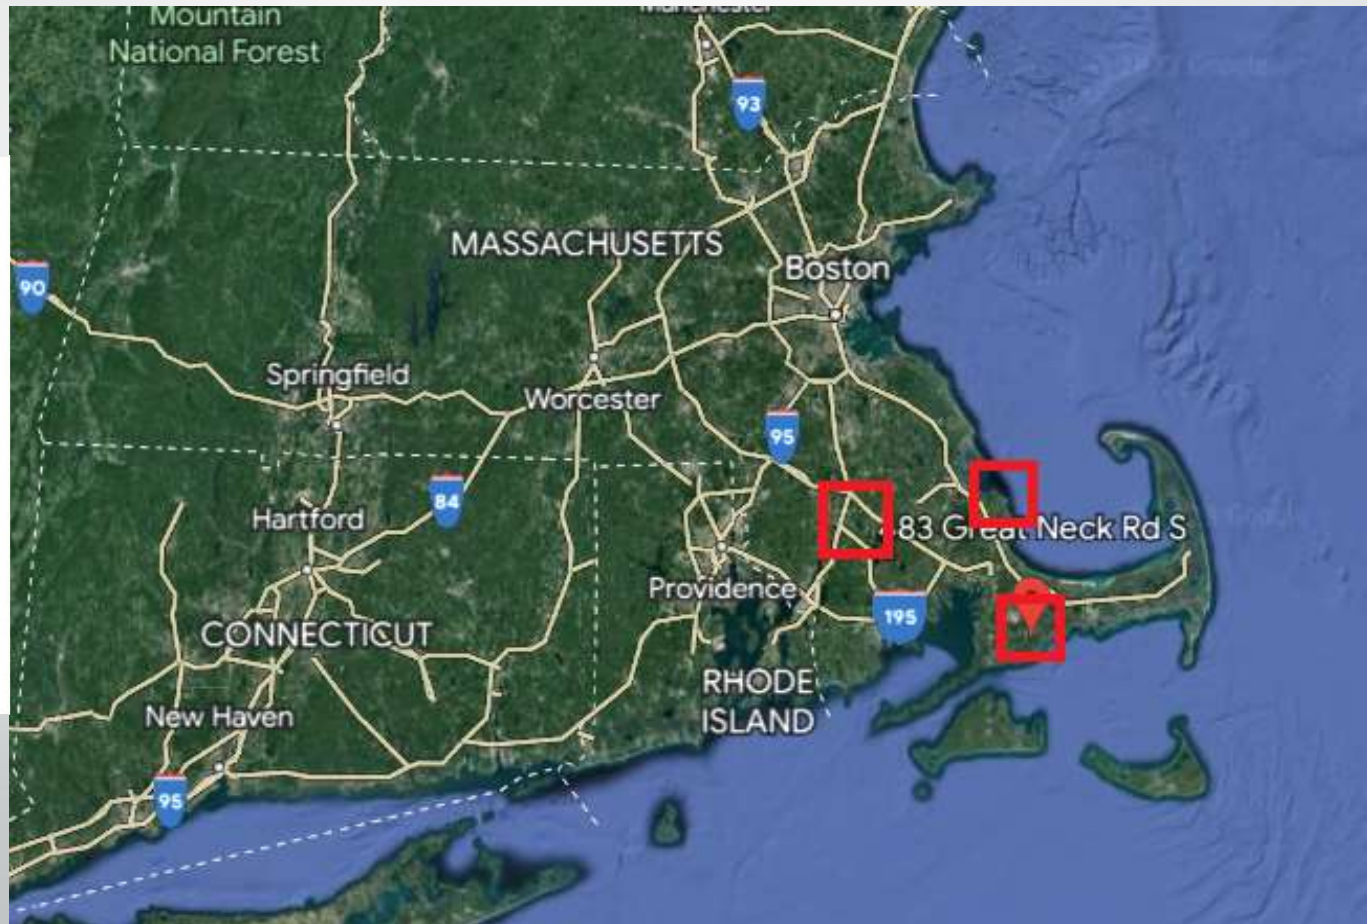 Mountain
National Forest
Manchester
93
MASSACHUSETTS
Boston
90
Springfield
Worcester
95
84
Hartford
83 Great Neck Rd S
Providence
195
CONNECTICUT
RHODE
ISLAND
New Haven
95